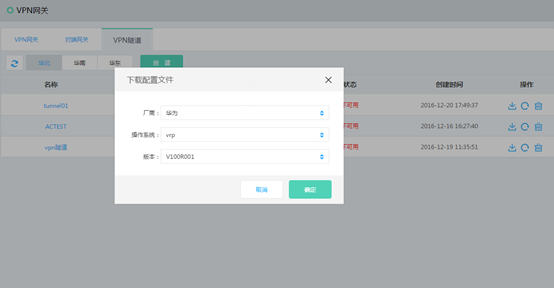 VPN网关
VPN网关 对端网关 VPN隧道
华北 华南 华东
名称 状态 创建时间 操作
下载配置文件
厂商： 华为
操作系统： vrp
版本： V100R001
取消 确定
tunnel01 不可用 2016-12-20 17:49:37
ACTEST 不可用 2016-12-16 16:27:40
vpn隧道 不可用 2016-12-19 11:35:51